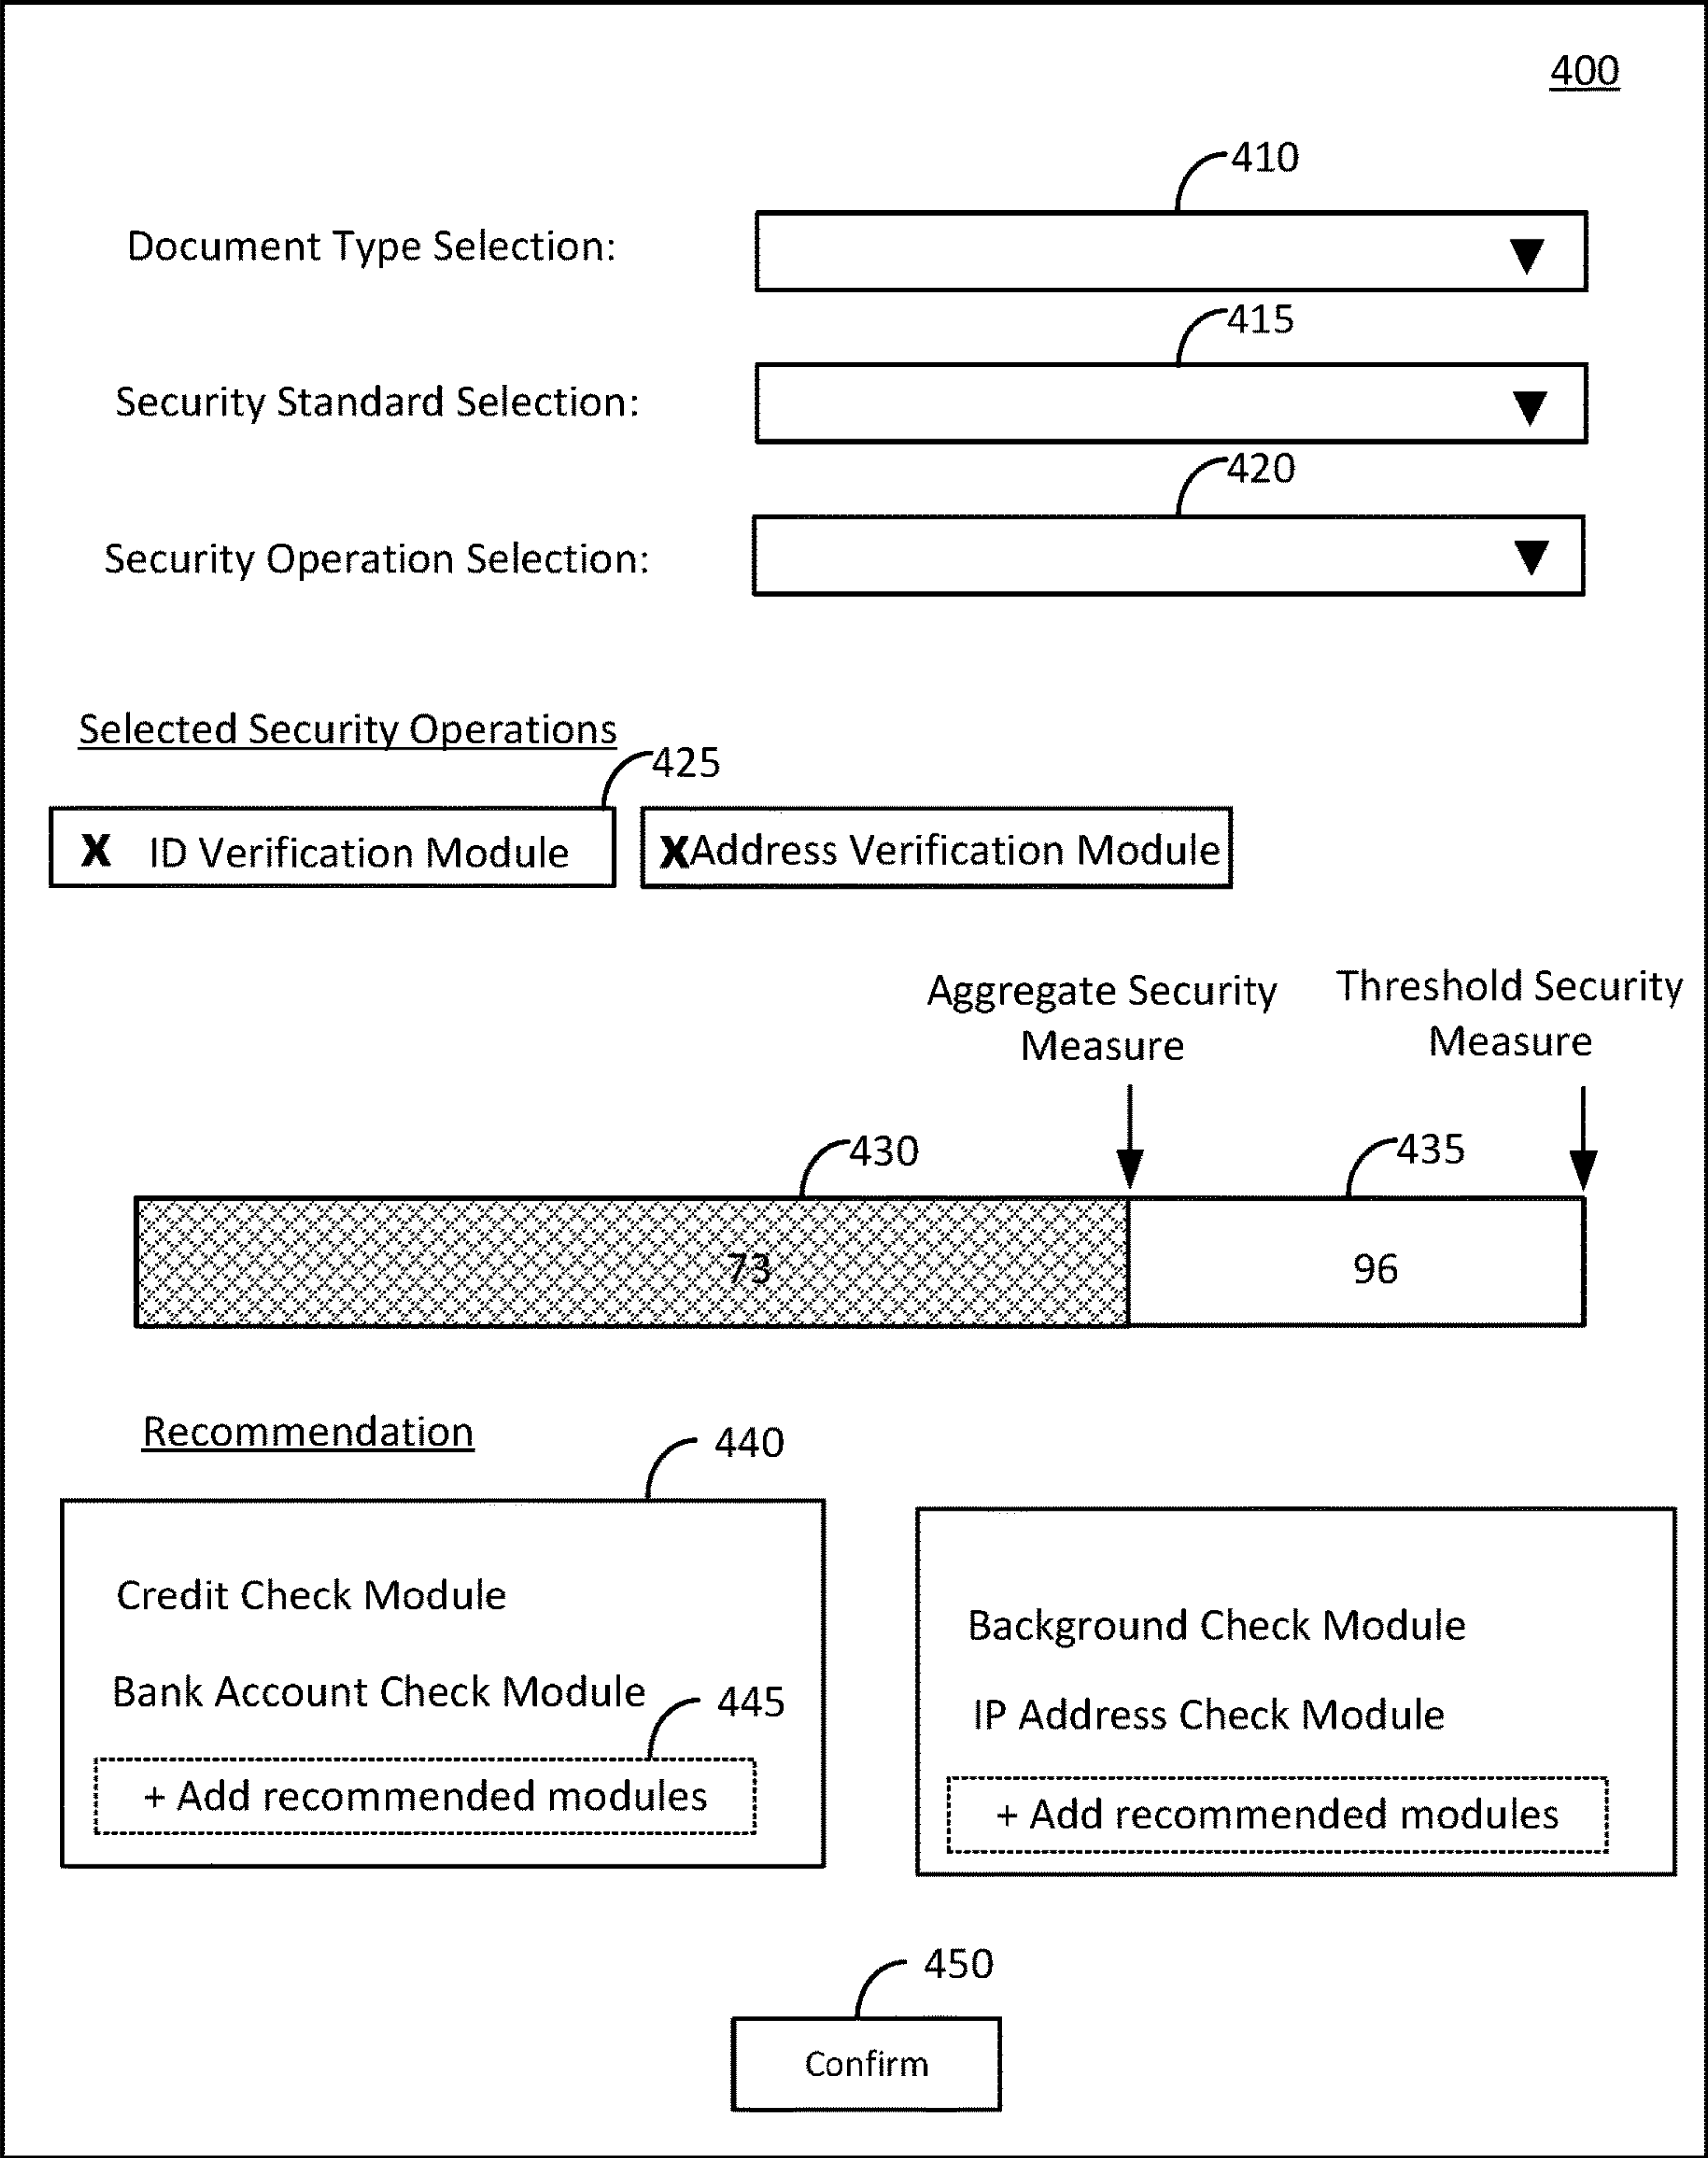 400
410
Document Type Selection:
415
Security Standard Selection:
420
Security Operation Selection:
Selected Security Operations
425
X ID Verification Module
X Address Verification Module
Aggregate Security
Measure
Threshold Security
Measure
430
435
73
96
Recommendation
440
Credit Check Module
Bank Account Check Module
445
+ Add recommended modules
Background Check Module
IP Address Check Module
+ Add recommended modules
450
Confirm